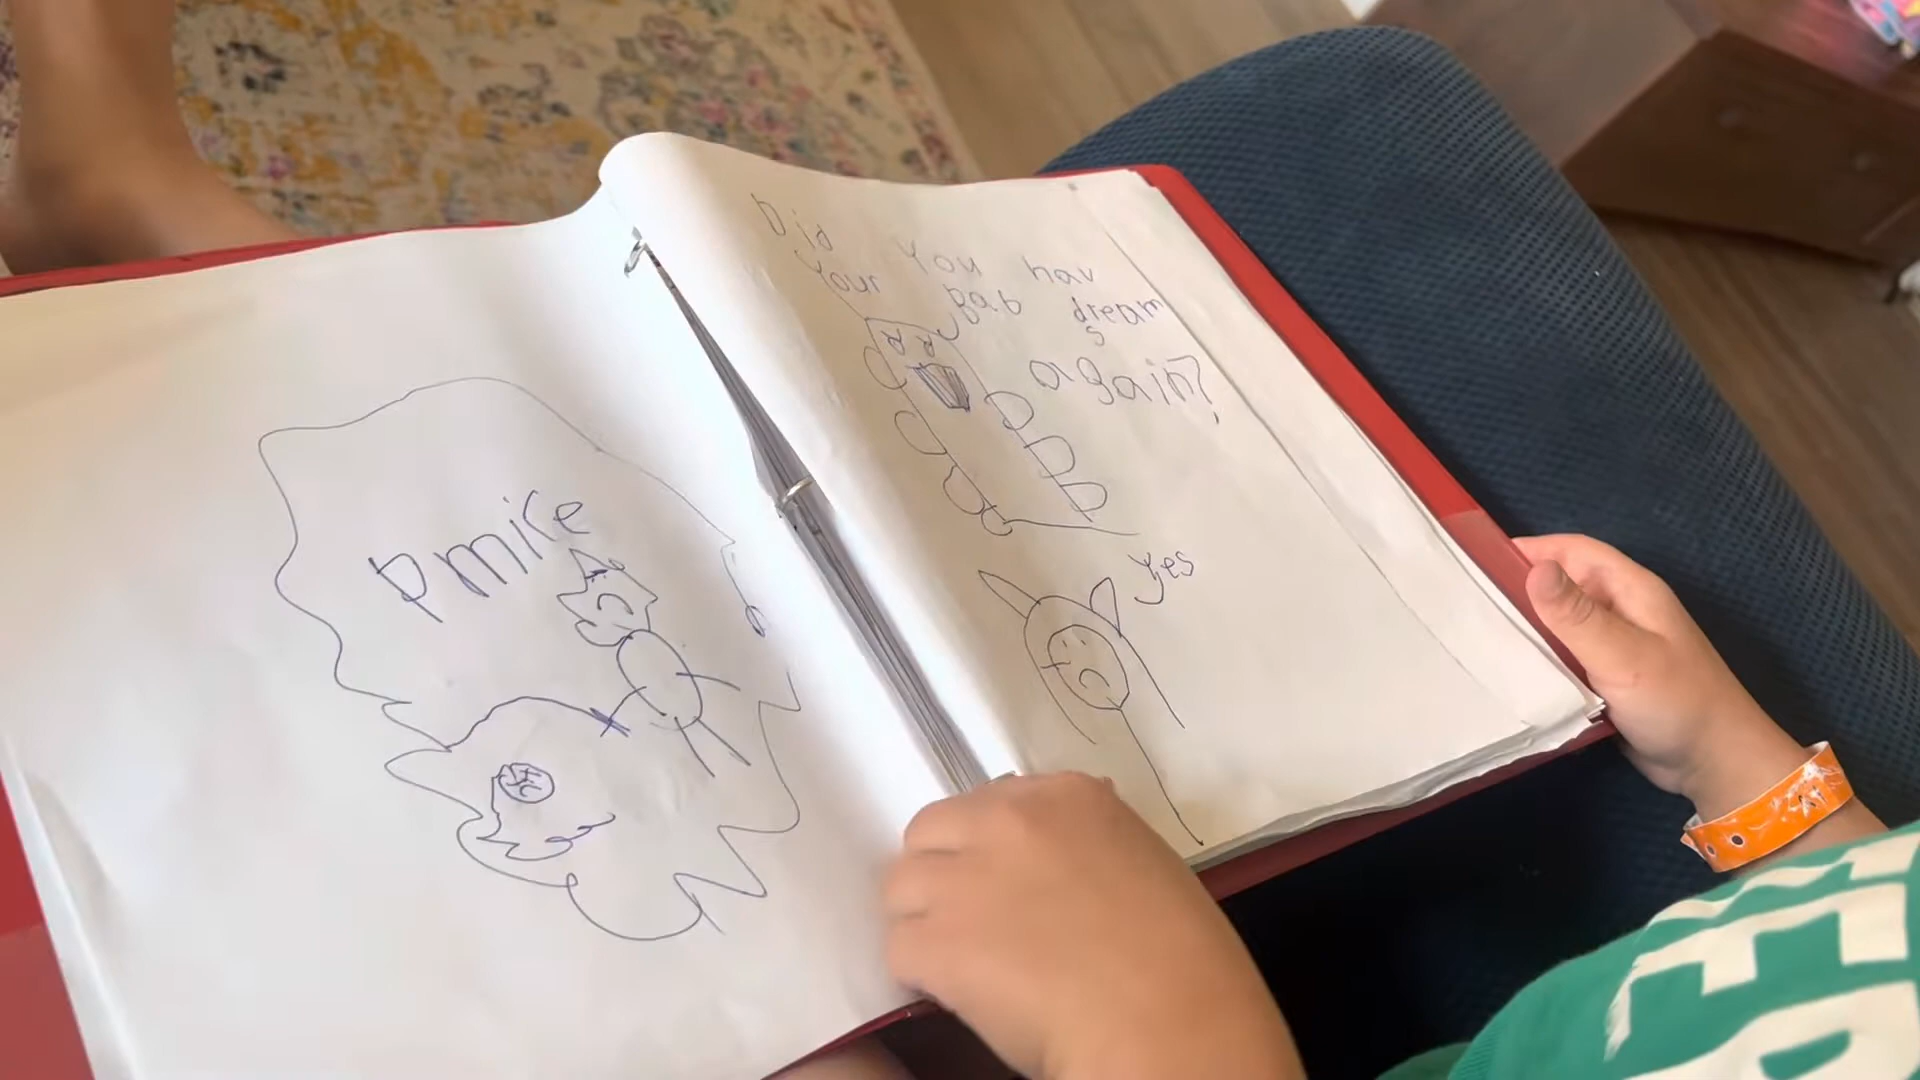 pmice
Did You hav
Your Bab dream
s
again?
Yes